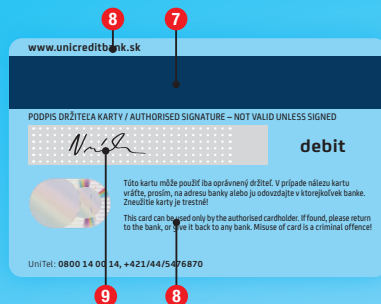 8 7
www.unicreditbank.sk
PODPIS DRŽITEĽA KARTY / AUTHORISED SIGNATURE – NOT VALID UNLESS SIGNED
debit
Túto kartu môže použiť iba oprávnený držiteľ. V prípade nálezu kartu
vráťte, prosím, na adresu banky alebo ju odovzdajte v ktorejkoľvek banke.
Zneužitie karty je trestné!
This card can be used only by the authorised cardholder. If found, please return
to the bank, or give it back to any bank. Misuse of card is a criminal offence!
UniTel: 0800 14 00 14, +421/44/5476870
9 8